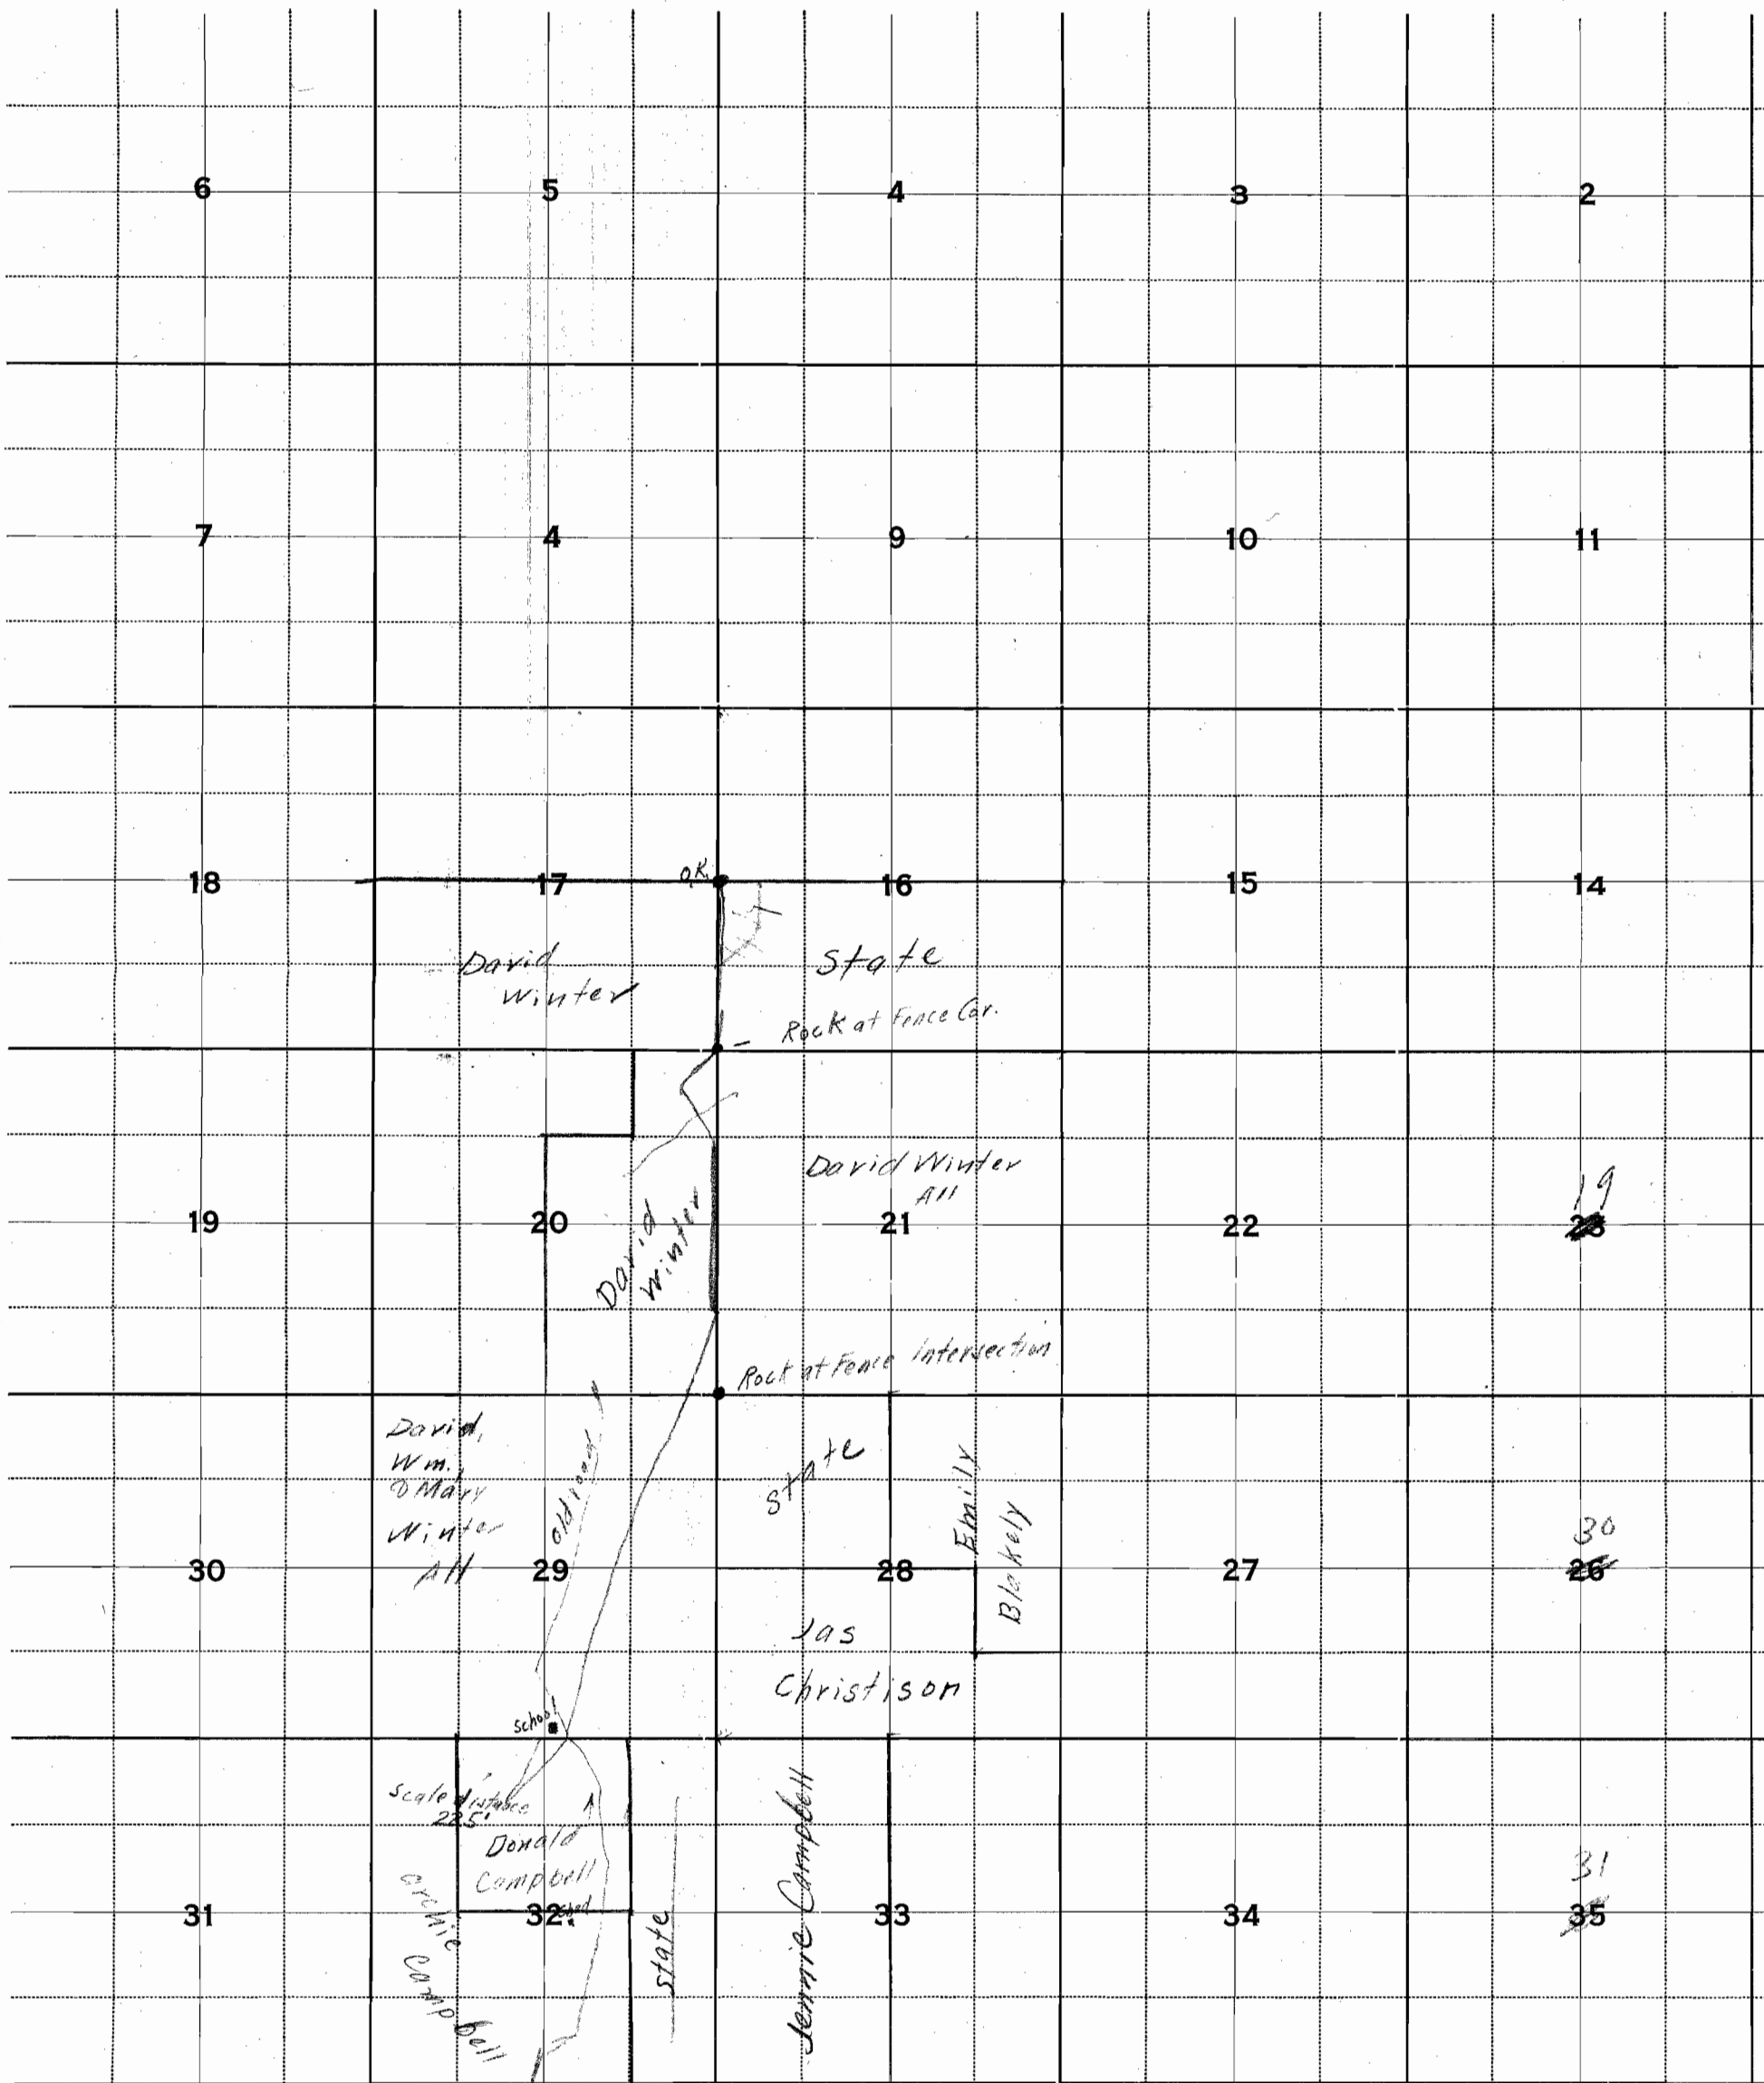 6 5 4 3 2
7 4 9 10 11
O.K.
18 17 16 15 14
David
Winter
State
Rock at Fence Cor.
David Winter
All
19
19 20 21 22 23
David
Winter
Rock at Fence Intersection
David,
Wm.
& Mary
Winter
All
old road
State
Emily
Blakely
30
30 29 28 27 26
Jas
Christison
School
Scale distance
225'
Donald
Campbell
Archie
Campbell
shed
state
Jennie Campbell
31
31 32 33 34 35